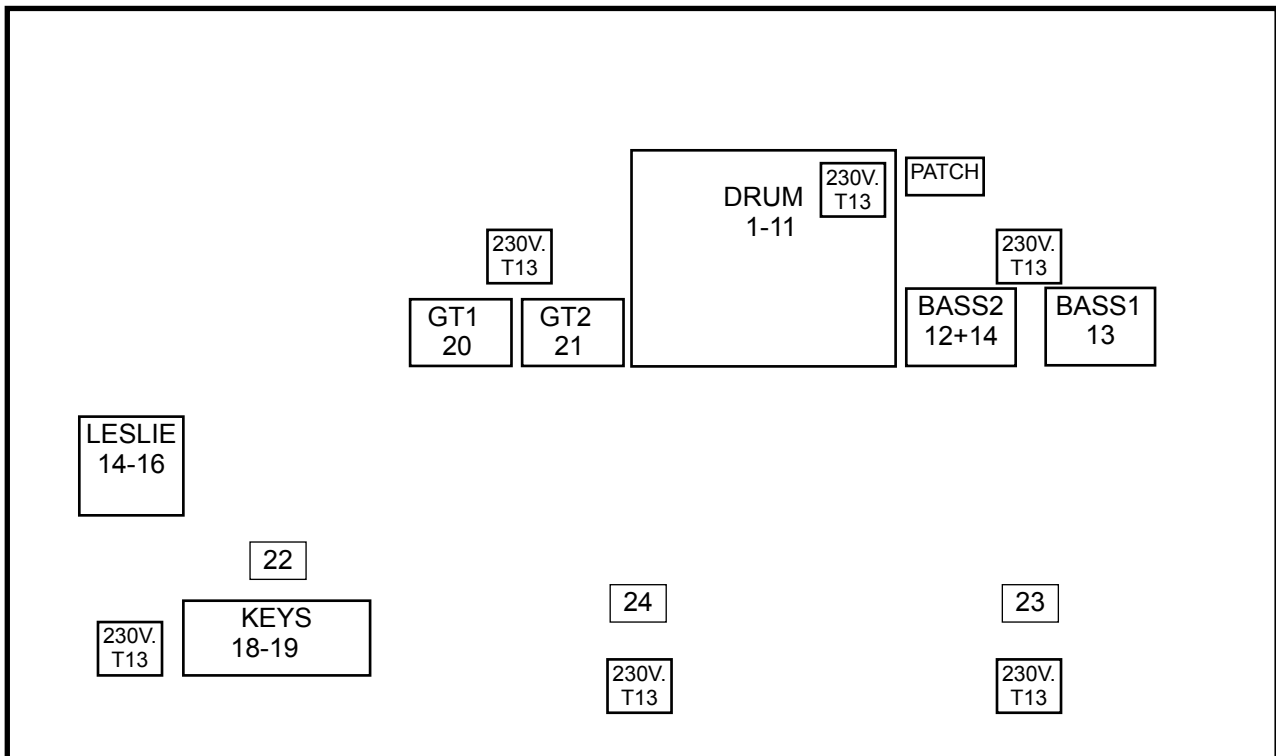 230V.
T13
PATCH
DRUM
1-11
230V.
T13
230V.
T13
GT1
20
GT2
21
BASS2
12+14
BASS1
13
LESLIE
14-16
22
24
23
KEYS
18-19
230V.
T13
230V.
T13
230V.
T13